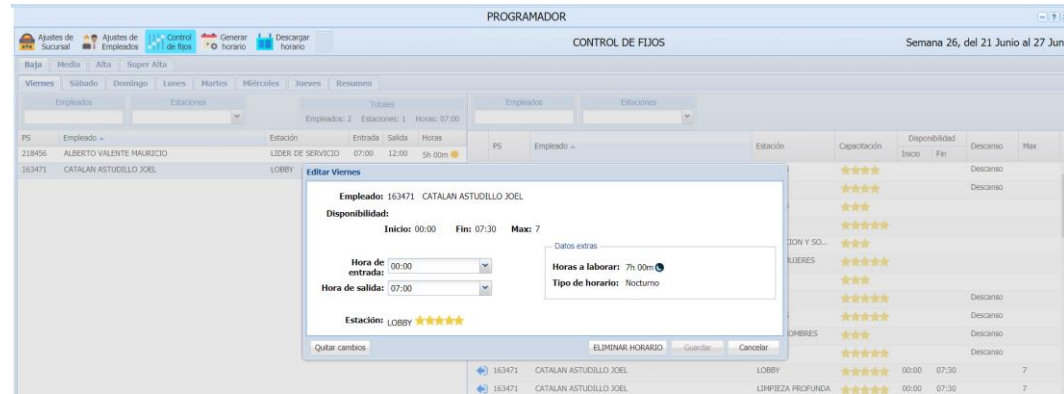 PROGRAMADOR
Ajustes de Sucursal
Ajustes de Empleados
Control de fijos
Generar horario
Descargar horario
CONTROL DE FIJOS
Semana 26, del 21 Junio al 27 Jun
Baja Media Alta Super Alta
Viernes Sábado Domingo Lunes Martes Miércoles Jueves Resumen
Empleados Estaciones Totales
Empleados: 2 Estaciones: 1 Horas: 07:00
Empleados Estaciones
PS Empleado Estación Entrada Salida Horas
218456 ALBERTO VALENTE MAURICIO LIDER DE SERVICIO 07:00 12:00 5h 00m
163471 CATALAN ASTUDILLO JOEL LOBBY
PS Empleado Estación Capacitación Disponibilidad Descanso Max
Inicio Fin
Descanso
Descanso
ION Y SO...
UJERES
Descanso
Descanso
OMBRES Descanso
Descanso
163471 CATALAN ASTUDILLO JOEL LOBBY 00:00 07:30 7
163471 CATALAN ASTUDILLO JOEL LIMPIEZA PROFUNDA 00:00 07:30 7
Editar Viernes
Empleado: 163471 CATALAN ASTUDILLO JOEL
Disponibilidad:
Inicio: 00:00 Fin: 07:30 Max: 7
Hora de entrada: 00:00
Hora de salida: 07:00
Datos extras
Horas a laborar: 7h 00m
Tipo de horario: Nocturno
Estación: LOBBY
Quitar cambios ELIMINAR HORARIO Guardar Cancelar